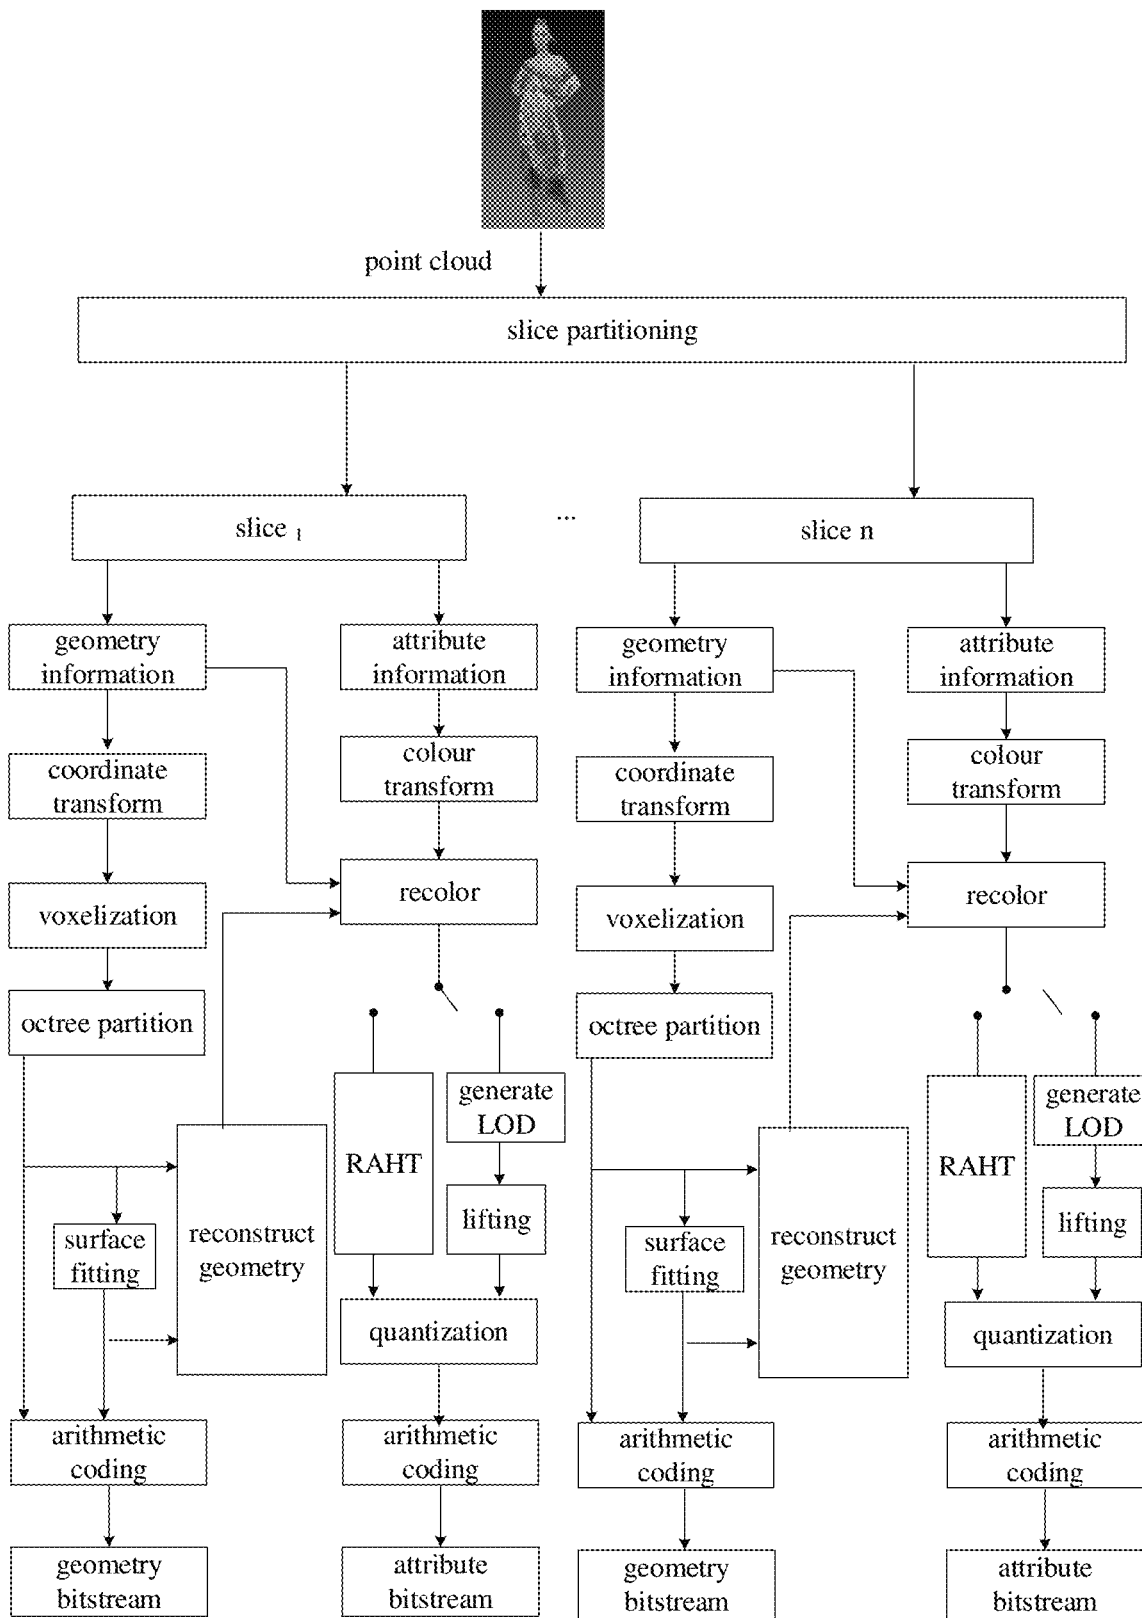 point cloud
slice partitioning
slice 1
...
slice n
geometry
information
attribute
information
geometry
information
attribute
information
coordinate
transform
colour
transform
coordinate
transform
colour
transform
voxelization
recolor
voxelization
recolor
octree partition
octree partition
RAHT
generate
LOD
lifting
RAHT
generate
LOD
lifting
surface
fitting
reconstruct
geometry
surface
fitting
reconstruct
geometry
quantization
quantization
arithmetic
coding
arithmetic
coding
arithmetic
coding
arithmetic
coding
geometry
bitstream
attribute
bitstream
geometry
bitstream
attribute
bitstream